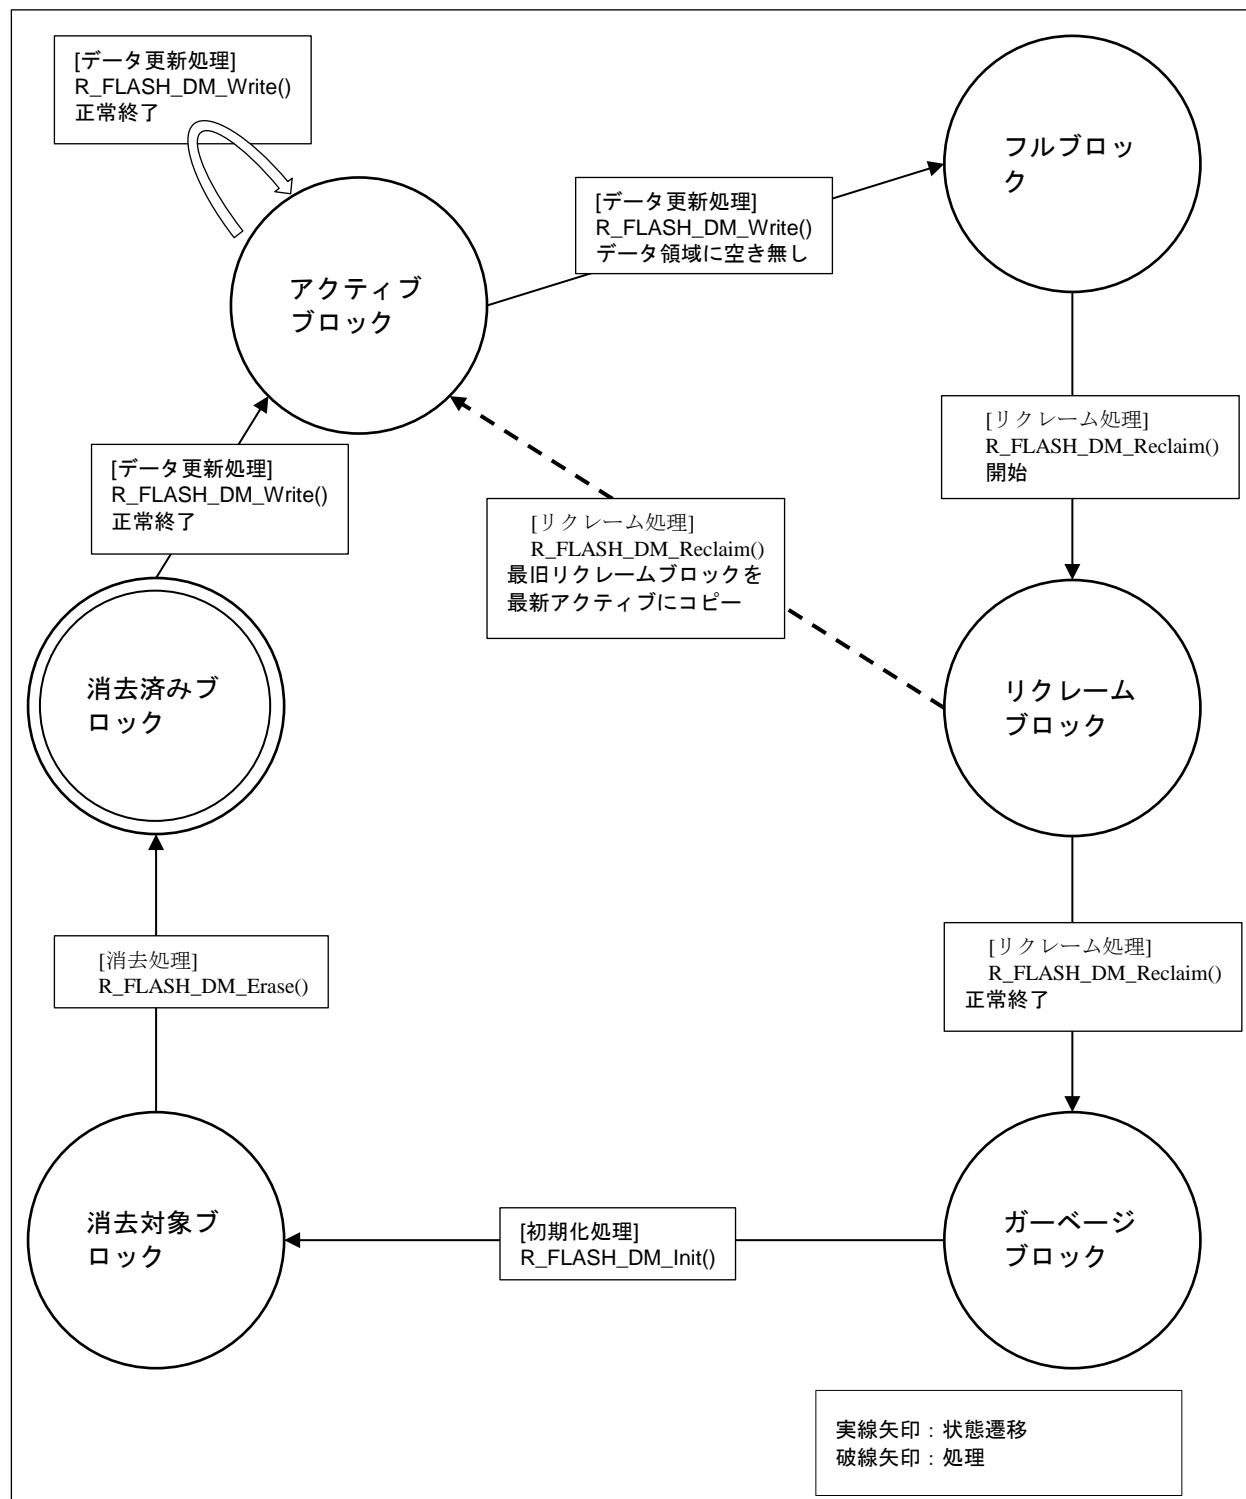 [データ更新処理]
R_FLASH_DM_Write()
正常終了
フルブロッ
ク
[データ更新処理]
R_FLASH_DM_Write()
データ領域に空き無し
アクティブ
ブロック
[リクレーム処理]
R_FLASH_DM_Reclaim()
開始
[データ更新処理]
R_FLASH_DM_Write()
正常終了
[リクレーム処理]
R_FLASH_DM_Reclaim()
最旧リクレームブロックを
最新アクティブにコピー
消去済みブ
ロック
リクレーム
ブロック
[消去処理]
R_FLASH_DM_Erase()
[リクレーム処理]
R_FLASH_DM_Reclaim()
正常終了
消去対象ブ
ロック
[初期化処理]
R_FLASH_DM_Init()
ガーベージ
ブロック
実線矢印：状態遷移
破線矢印：処理